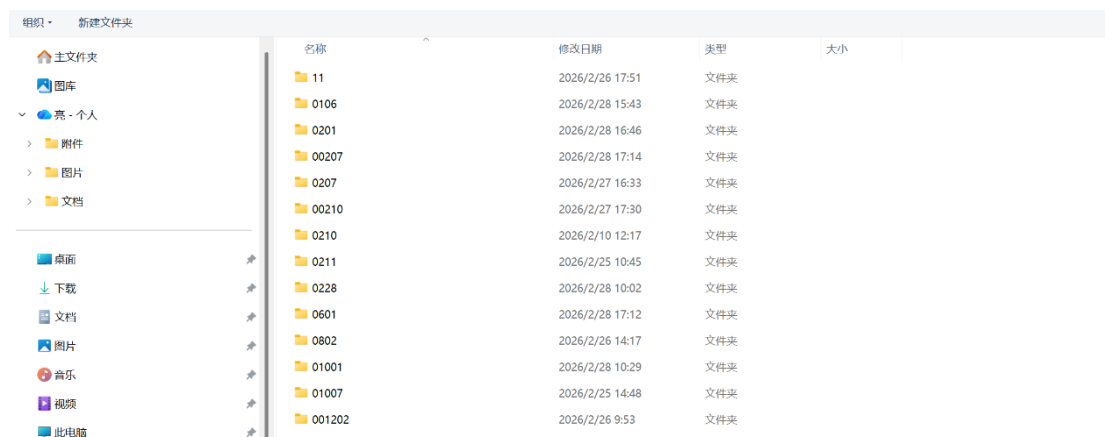 组织 新建文件夹
主文件夹
图库
亮 - 个人
附件
图片
文档
桌面
下载
文档
图片
音乐
视频
此电脑
名称 修改日期 类型 大小
11 2026/2/26 17:51 文件夹
0106 2026/2/28 15:43 文件夹
0201 2026/2/28 16:46 文件夹
00207 2026/2/28 17:14 文件夹
0207 2026/2/27 16:33 文件夹
00210 2026/2/27 17:30 文件夹
0210 2026/2/10 12:17 文件夹
0211 2026/2/25 10:45 文件夹
0228 2026/2/28 10:02 文件夹
0601 2026/2/28 17:12 文件夹
0802 2026/2/26 14:17 文件夹
01001 2026/2/28 10:29 文件夹
01007 2026/2/25 14:48 文件夹
001202 2026/2/26 9:53 文件夹